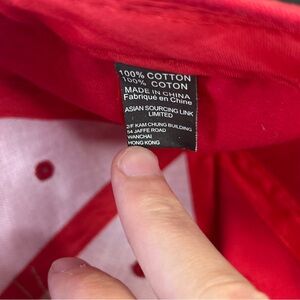 100% COTTON
100% COTON
MADE IN CHINA
Fabriqué en Chine
ASIAN SOURCING LINK
LIMITED
2/F KAM CHUNG BUILDING
54 JAFFE ROAD
WANCHAI
HONG KONG